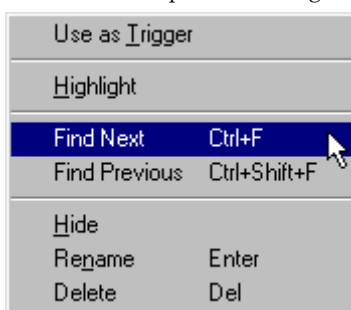 Use as Trigger
Highlight
Find Next Ctrl+F
Find Previous Ctrl+Shift+F
Hide
Rename Enter
Delete Del